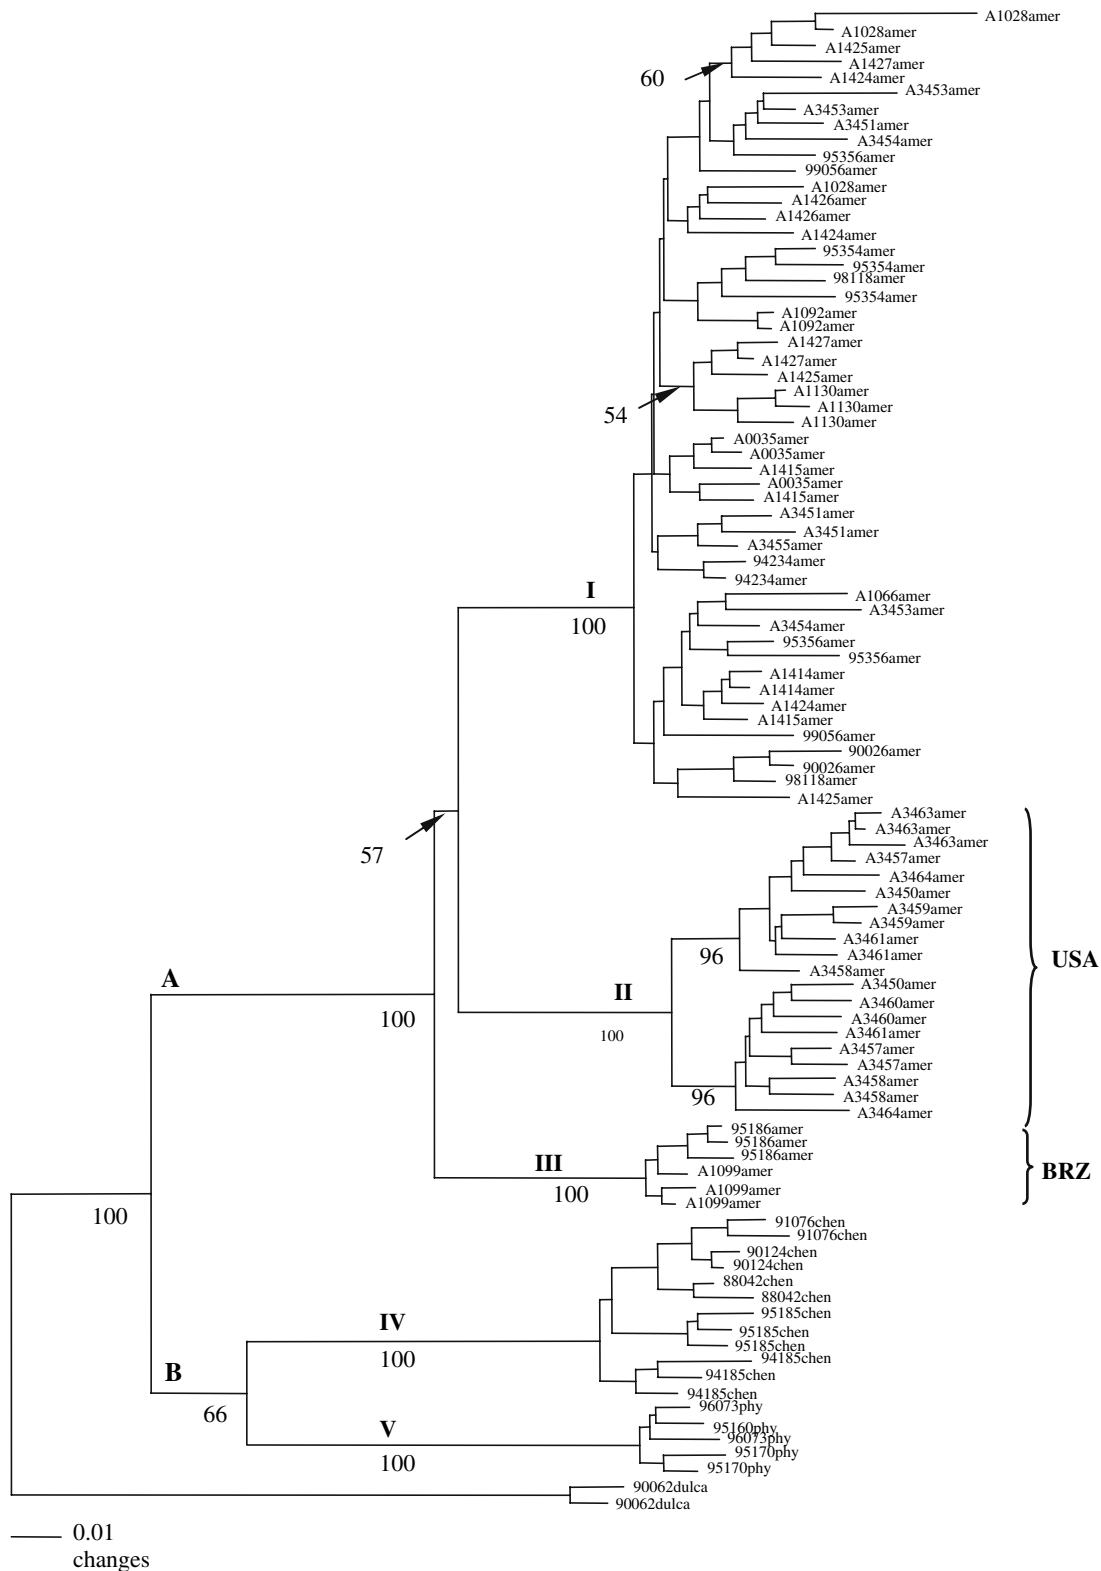 A1028amer
A1028amer
A1425amer
A1427amer
60
A1424amer
A3453amer
A3453amer
A3451amer
A3454amer
95356amer
99056amer
A1028amer
A1426amer
A1426amer
A1424amer
95354amer
95354amer
98118amer
95354amer
A1092amer
A1092amer
A1427amer
A1427amer
A1425amer
A1130amer
A1130amer
54
A1130amer
A0035amer
A0035amer
A1415amer
A0035amer
A1415amer
A3451amer
A3451amer
A3455amer
94234amer
94234amer
I
A1066amer
A3453amer
100
A3454amer
95356amer
95356amer
A1414amer
A1414amer
A1424amer
A1415amer
99056amer
90026amer
90026amer
98118amer
A1425amer
A3463amer
A3463amer
A3463amer
57
A3457amer
A3464amer
A3450amer
A3459amer
A3459amer
A3461amer
96
A3461amer
USA
A3458amer
A
A3450amer
II
A3460amer
100
A3460amer
100
A3461amer
A3457amer
A3457amer
A3458amer
96
A3458amer
A3464amer
95186amer
95186amer
95186amer
III
A1099amer
BRZ
100
A1099amer
A1099amer
100
91076chen
91076chen
90124chen
90124chen
88042chen
88042chen
95185chen
IV
95185chen
95185chen
100
94185chen
B
94185chen
94185chen
66
96073phy
V
95160phy
96073phy
100
95170phy
95170phy
90062dulca
90062dulca
0.01
changes